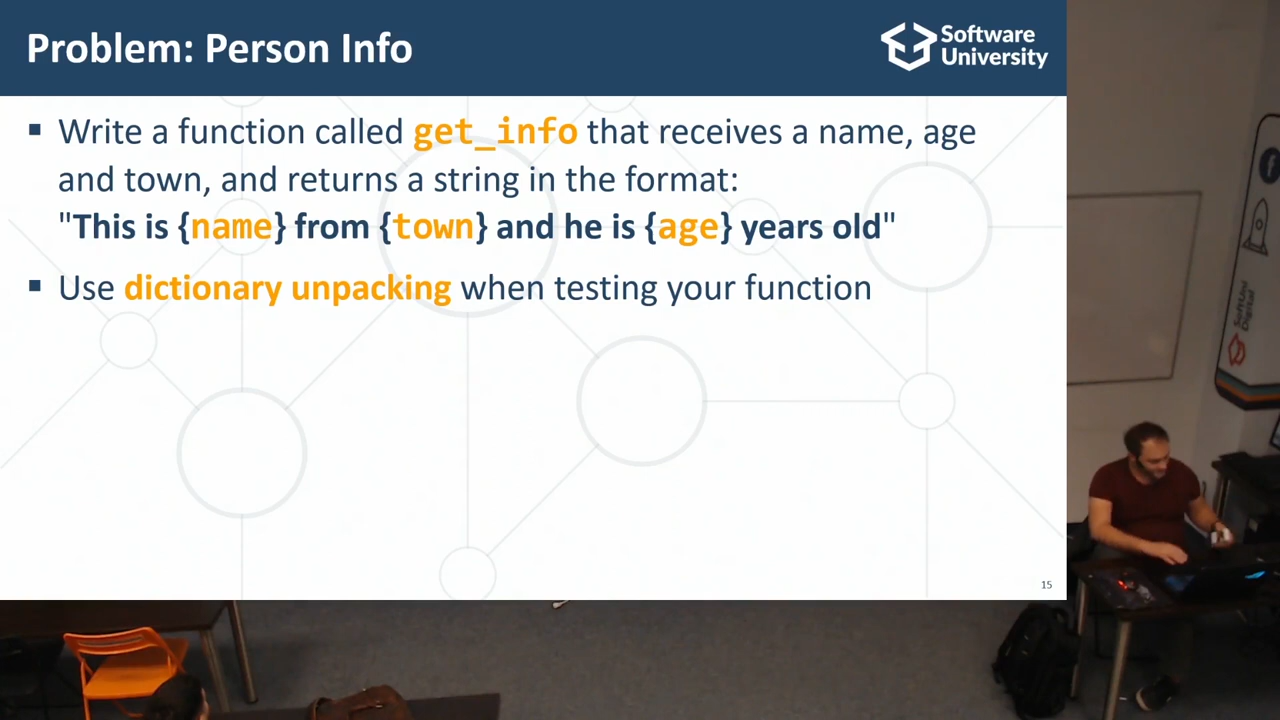 Problem: Person Info
Software
University
▪ Write a function called get_info that receives a name, age
and town, and returns a string in the format:
"This is {name} from {town} and he is {age} years old"
▪ Use dictionary unpacking when testing your function
15
SoftUni
Digital